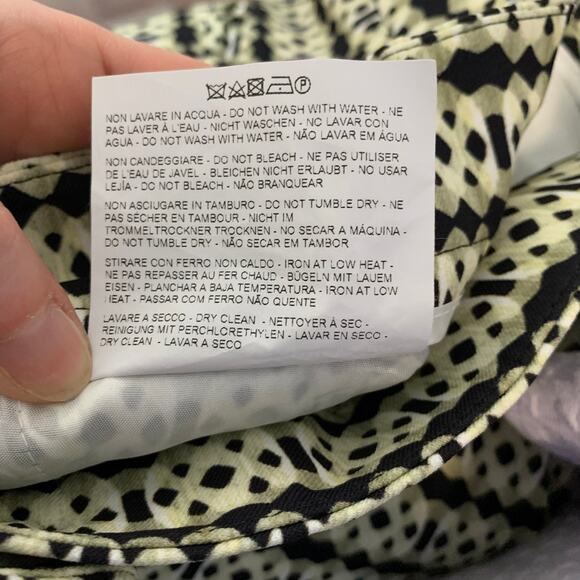 P
NON LAVARE IN ACQUA - DO NOT WASH WITH WATER - NE
PAS LAVER À L'EAU - NICHT WASCHEN - NO LAVAR CON
AGUA - DO NOT WASH WITH WATER - NÃO LAVAR EM ÁGUA
NON CANDEGGIARE - DO NOT BLEACH - NE PAS UTILISER
DE L'EAU DE JAVEL - BLEICHEN NICHT ERLAUBT - NO USAR
LEJÍA - DO NOT BLEACH - NÃO BRANQUEAR
NON ASCIUGARE IN TAMBURO - DO NOT TUMBLE DRY - NE
PAS SÉCHER EN TAMBOUR - NICHT IM
TROMMELTROCKNER TROCKNEN - NO SECAR A MÁQUINA -
DO NOT TUMBLE DRY - NÃO SECAR EM TAMBOR
STIRARE CON FERRO NON CALDO - IRON AT LOW HEAT -
NE PAS REPASSER AU FER CHAUD - BÜGELN MIT LAUEM
EISEN - PLANCHAR A BAJA TEMPERATURA - IRON AT LOW
HEAT - PASSAR COM FERRO NÃO QUENTE
LAVARE A SECCO - DRY CLEAN - NETTOYER À SEC -
REINIGUNG MIT PERCHLORETHYLEN - LAVAR EN SECO -
DRY CLEAN - LAVAR A SECO